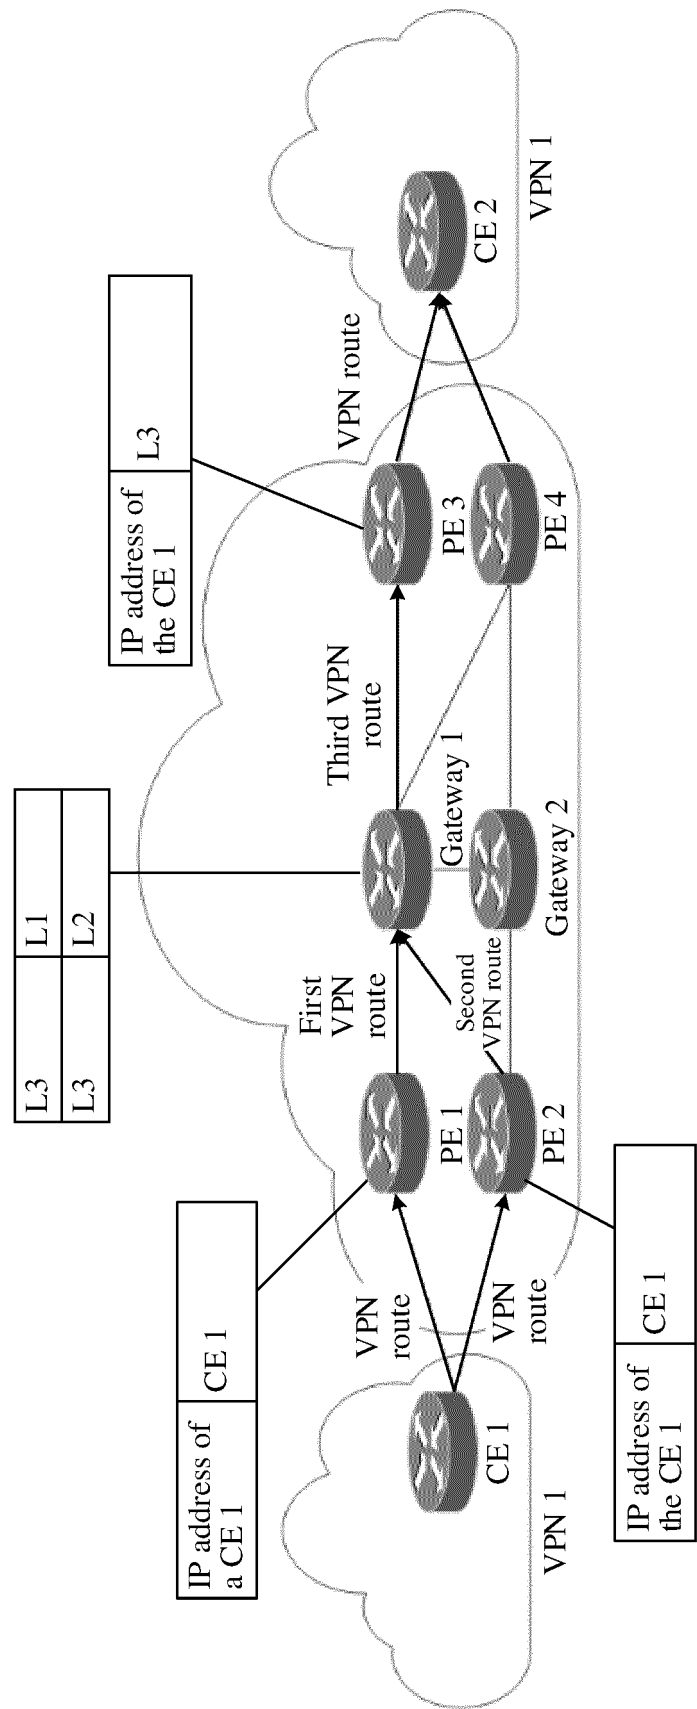 L3
L1
L3
L2
IP address of
the CE 1
L3
IP address of
a CE 1
CE 1
VPN
route
First
VPN
route
Third VPN
route
VPN route
PE 1
Gateway 1
PE 3
CE 1
CE 2
VPN 1
VPN 1
VPN
route
Second
VPN route
PE 2
Gateway 2
PE 4
IP address of
the CE 1
CE 1